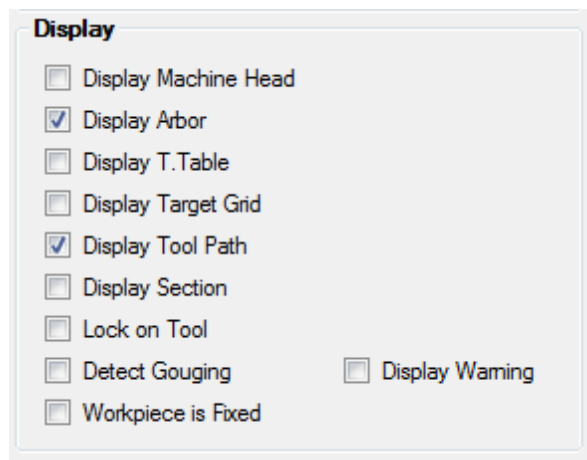 Display
Display Machine Head
Display Arbor
Display T.Table
Display Target Grid
Display Tool Path
Display Section
Lock on Tool
Detect Gouging Display Warning
Workpiece is Fixed